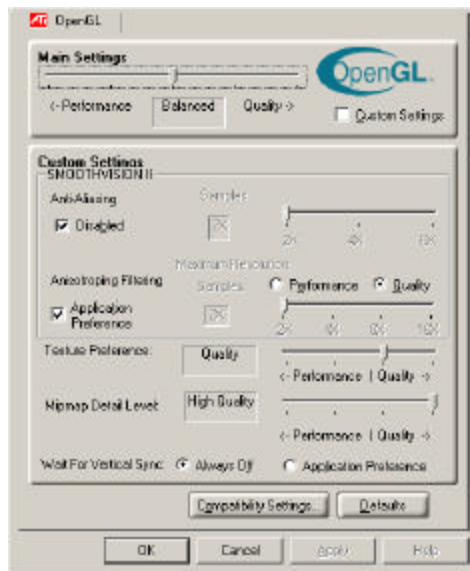 ATI OpenGL
Main Settings
OpenGL.
<- Performance Balanced Quality ->
Custom Settings
Custom Settings
SMOOTHVISION II
Anti-Aliasing Samples
Disabled 2X
2X 4X 6X
Maximum Resolution:
Anisotroping Filtering Samples Performance Quality
Application Preference 2X
2X 4X 8X 16X
Texture Preference: Quality
<- Performance | Quality ->
Mipmap Detail Level: High Quality
<- Performance | Quality ->
Wait For Vertical Sync: Always Off Application Preference
Compatibility Settings... Defaults
OK Cancel Apply Help